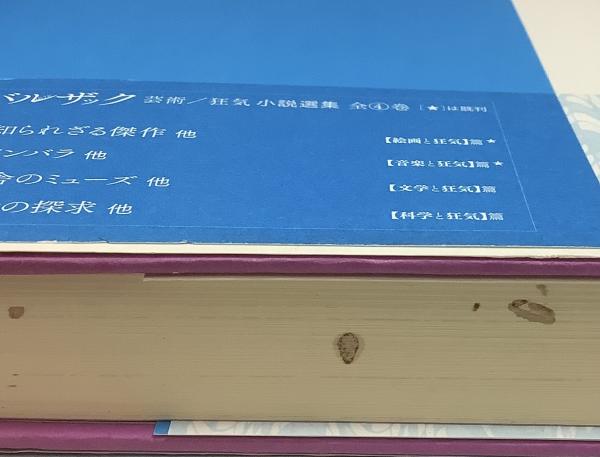 バルザック 芸術/狂気 小説選集 全④巻 [★]は既刊
知られざる傑作 他 【絵画と狂気】篇★
ンバラ 他 【音楽と狂気】篇★
舎のミューズ 他 【文学と狂気】篇
の探求 他 【科学と狂気】篇